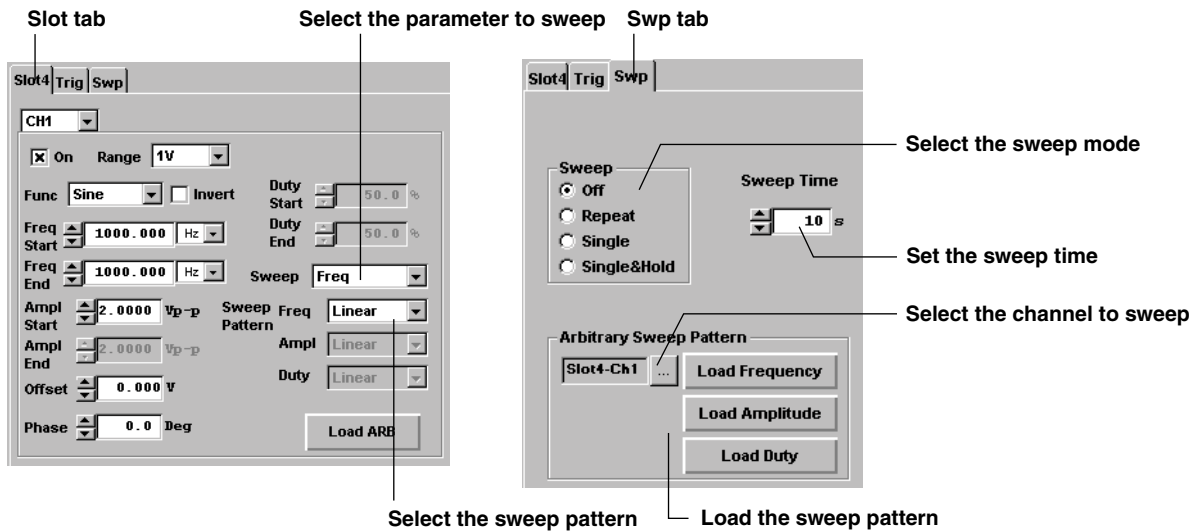 Slot tab
Select the parameter to sweep
Swp tab
Slot4 Trig Swp
CH1
On Range 1V
Func Sine Invert
Duty Start 50.0 %
Freq Start 1000.000 Hz
Duty End 50.0 %
Freq End 1000.000 Hz
Sweep Freq
Ampl Start 2.0000 Vp-p
Sweep Pattern Freq Linear
Ampl End 2.0000 Vp-p
Ampl Linear
Offset 0.000 V
Duty Linear
Phase 0.0 Deg
Load ARB
Select the sweep pattern
Slot4 Trig Swp
Select the sweep mode
Sweep
Off
Repeat
Single
Single&Hold
Sweep Time
10 s
Set the sweep time
Select the channel to sweep
Arbitrary Sweep Pattern
Slot4-Ch1 ... Load Frequency
Load Amplitude
Load Duty
Load the sweep pattern